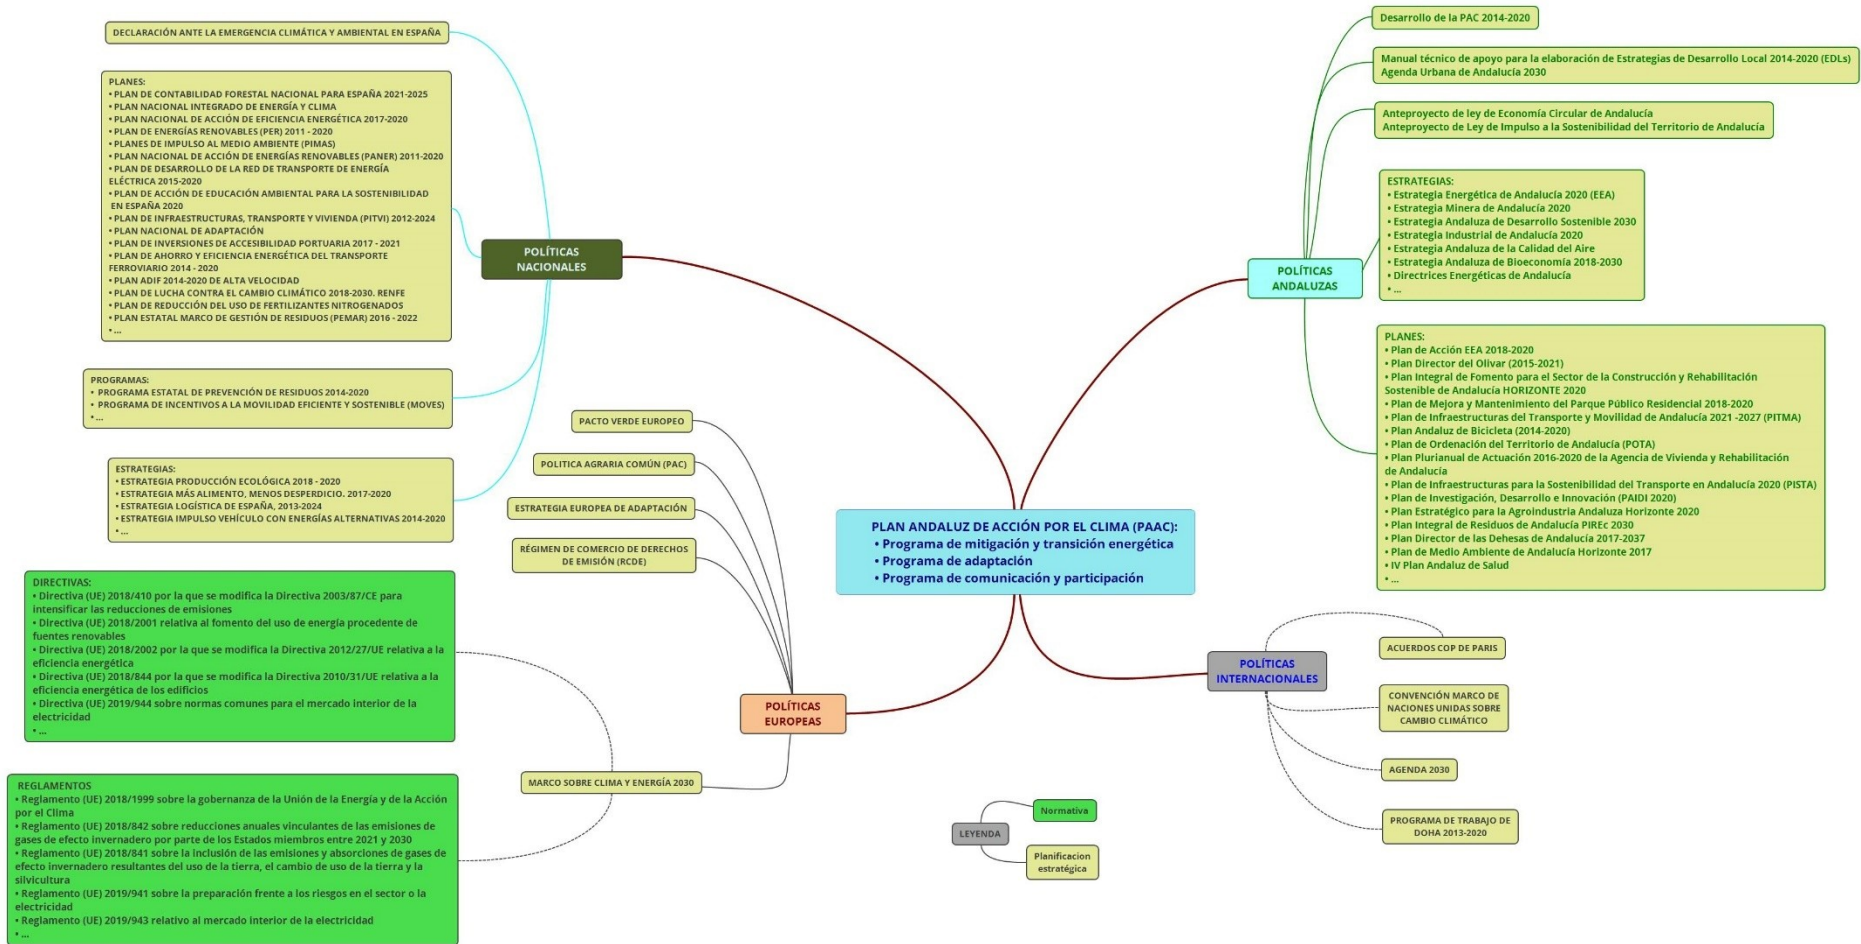 DECLARACIÓN ANTE LA EMERGENCIA CLIMÁTICA Y AMBIENTAL EN ESPAÑA
PLANES:
• PLAN DE CONTABILIDAD FORESTAL NACIONAL PARA ESPAÑA 2021-2025
• PLAN NACIONAL INTEGRADO DE ENERGÍA Y CLIMA
• PLAN NACIONAL DE ACCIÓN DE EFICIENCIA ENERGÉTICA 2017-2020
• PLAN DE ENERGÍAS RENOVABLES (PER) 2011 - 2020
• PLANES DE IMPULSO AL MEDIO AMBIENTE (PIMAS)
• PLAN NACIONAL DE ACCIÓN DE ENERGÍAS RENOVABLES (PANER) 2011-2020
• PLAN DE DESARROLLO DE LA RED DE TRANSPORTE DE ENERGÍA
ELÉCTRICA 2015-2020
• PLAN DE ACCIÓN DE EDUCACIÓN AMBIENTAL PARA LA SOSTENIBILIDAD
EN ESPAÑA 2020
• PLAN DE INFRAESTRUCTURAS, TRANSPORTE Y VIVIENDA (PITVI) 2012-2024
• PLAN NACIONAL DE ADAPTACIÓN
• PLAN DE INVERSIONES DE ACCESIBILIDAD PORTUARIA 2017 - 2021
• PLAN DE AHORRO Y EFICIENCIA ENERGÉTICA DEL TRANSPORTE
FERROVIARIO 2014 - 2020
• PLAN ADIF 2014-2020 DE ALTA VELOCIDAD
• PLAN DE LUCHA CONTRA EL CAMBIO CLIMÁTICO 2018-2030. RENFE
• PLAN DE REDUCCIÓN DEL USO DE FERTILIZANTES NITROGENADOS
• PLAN ESTATAL MARCO DE GESTIÓN DE RESIDUOS (PEMAR) 2016 - 2022
• ...
PROGRAMAS:
• PROGRAMA ESTATAL DE PREVENCIÓN DE RESIDUOS 2014-2020
• PROGRAMA DE INCENTIVOS A LA MOVILIDAD EFICIENTE Y SOSTENIBLE (MOVES)
• ...
ESTRATEGIAS:
• ESTRATEGIA PRODUCCIÓN ECOLÓGICA 2018 - 2020
• ESTRATEGIA MÁS ALIMENTO, MENOS DESPERDICIO. 2017-2020
• ESTRATEGIA LOGÍSTICA DE ESPAÑA, 2013-2024
• ESTRATEGIA IMPULSO VEHÍCULO CON ENERGÍAS ALTERNATIVAS 2014-2020
• ...
POLÍTICAS
NACIONALES
DIRECTIVAS:
• Directiva (UE) 2018/410 por la que se modifica la Directiva 2003/87/CE para
intensificar las reducciones de emisiones
• Directiva (UE) 2018/2001 relativa al fomento del uso de energía procedente de
fuentes renovables
• Directiva (UE) 2018/2002 por la que se modifica la Directiva 2012/27/UE relativa a la
eficiencia energética
• Directiva (UE) 2018/844 por la que se modifica la Directiva 2010/31/UE relativa a la
eficiencia energética de los edificios
• Directiva (UE) 2019/944 sobre normas comunes para el mercado interior de la
electricidad
• ...
REGLAMENTOS
• Reglamento (UE) 2018/1999 sobre la gobernanza de la Unión de la Energía y de la Acción
por el Clima
• Reglamento (UE) 2018/842 sobre reducciones anuales vinculantes de las emisiones de
gases de efecto invernadero por parte de los Estados miembros entre 2021 y 2030
• Reglamento (UE) 2018/841 sobre la inclusión de las emisiones y absorciones de gases de
efecto invernadero resultantes del uso de la tierra, el cambio de uso de la tierra y la
silvicultura
• Reglamento (UE) 2019/941 sobre la preparación frente a los riesgos en el sector o la
electricidad
• Reglamento (UE) 2019/943 relativo al mercado interior de la electricidad
• ...
PACTO VERDE EUROPEO
POLITICA AGRARIA COMÚN (PAC)
ESTRATEGIA EUROPEA DE ADAPTACIÓN
RÉGIMEN DE COMERCIO DE DERECHOS
DE EMISIÓN (RCDE)
POLÍTICAS
EUROPEAS
MARCO SOBRE CLIMA Y ENERGÍA 2030
PLAN ANDALUZ DE ACCIÓN POR EL CLIMA (PAAC):
• Programa de mitigación y transición energética
• Programa de adaptación
• Programa de comunicación y participación
LEYENDA
Normativa
Planificacion
estratégica
POLÍTICAS
ANDALUZAS
Desarrollo de la PAC 2014-2020
Manual técnico de apoyo para la elaboración de Estrategias de Desarrollo Local 2014-2020 (EDLs)
Agenda Urbana de Andalucía 2030
Anteproyecto de ley de Economía Circular de Andalucía
Anteproyecto de Ley de Impulso a la Sostenibilidad del Territorio de Andalucía
ESTRATEGIAS:
• Estrategia Energética de Andalucía 2020 (EEA)
• Estrategia Minera de Andalucía 2020
• Estrategia Andaluza de Desarrollo Sostenible 2030
• Estrategia Industrial de Andalucía 2020
• Estrategia Andaluza de la Calidad del Aire
• Estrategia Andaluza de Bioeconomía 2018-2030
• Directrices Energéticas de Andalucía
• ...
PLANES:
• Plan de Acción EEA 2018-2020
• Plan Director del Olivar (2015-2021)
• Plan Integral de Fomento para el Sector de la Construcción y Rehabilitación
Sostenible de Andalucía HORIZONTE 2020
• Plan de Mejora y Mantenimiento del Parque Público Residencial 2018-2020
• Plan de Infraestructuras del Transporte y Movilidad de Andalucía 2021 -2027 (PITMA)
• Plan Andaluz de Bicicleta (2014-2020)
• Plan de Ordenación del Territorio de Andalucía (POTA)
• Plan Plurianual de Actuación 2016-2020 de la Agencia de Vivienda y Rehabilitación
de Andalucía
• Plan de Infraestructuras para la Sostenibilidad del Transporte en Andalucía 2020 (PISTA)
• Plan de Investigación, Desarrollo e Innovación (PAIDI 2020)
• Plan Estratégico para la Agroindustria Andaluza Horizonte 2020
• Plan Integral de Residuos de Andalucía PIREc 2030
• Plan Director de las Dehesas de Andalucía 2017-2037
• Plan de Medio Ambiente de Andalucía Horizonte 2017
• IV Plan Andaluz de Salud
• ...
POLÍTICAS
INTERNACIONALES
ACUERDOS COP DE PARIS
CONVENCIÓN MARCO DE
NACIONES UNIDAS SOBRE
CAMBIO CLIMÁTICO
AGENDA 2030
PROGRAMA DE TRABAJO DE
DOHA 2013-2020